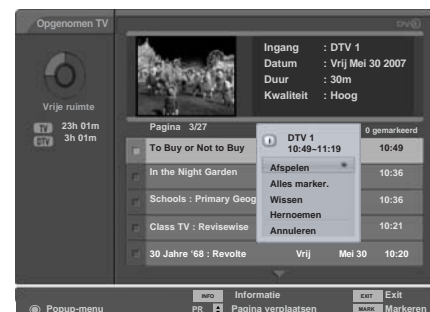 Opgenomen TV
Ingang : DTV 1
Datum : Vrij Mei 30 2007
Duur : 30m
Kwaliteit : Hoog
Vrije ruimte
TV 23h 01m
DTV 3h 01m
Pagina 3/27
0 gemarkeerd
To Buy or Not to Buy 10:49
In the Night Garden 10:36
Schools : Primary Geog 10:36
Class TV : Revisewise 10:21
30 Jahre ‘68 : Revolte Vrij Mei 30 10:20
DTV 1
10:49~11:19
Afspelen
Alles marker.
Wissen
Hernoemen
Annuleren
INFO Informatie EXIT Exit
Popup-menu PR Pagina verplaatsen MARK Markeren